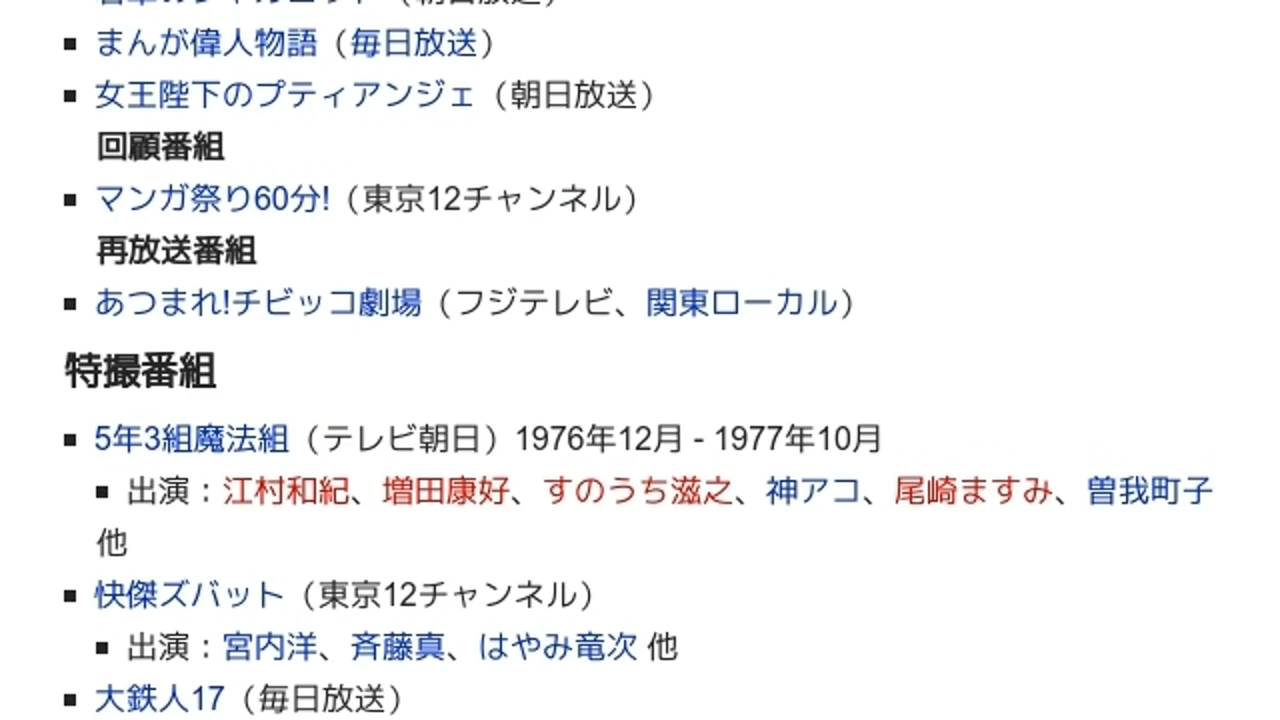 まんが偉人物語（毎日放送）
女王陛下のプティアンジェ（朝日放送）
回顧番組
マンガ祭り60分!（東京12チャンネル）
再放送番組
あつまれ!チビッコ劇場（フジテレビ、関東ローカル）
特撮番組
5年3組魔法組（テレビ朝日）1976年12月 - 1977年10月
出演：江村和紀、増田康好、すのうち滋之、神アコ、尾崎ますみ、曽我町子
他
快傑ズバット（東京12チャンネル）
出演：宮内洋、斉藤真、はやみ竜次 他
大鉄人17（毎日放送）